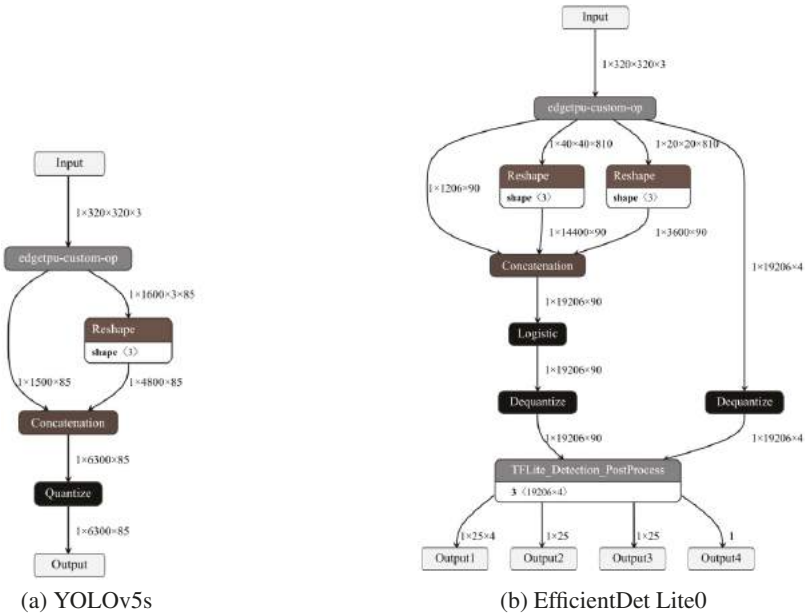 Input
1×320×320×3
edgetpu-custom-op
1×1600×3×85
Reshape
shape〈3〉
1×1500×85
1×4800×85
Concatenation
1×6300×85
Quantize
1×6300×85
Output
(a) YOLOv5s
Input
1×320×320×3
edgetpu-custom-op
1×40×40×810
1×20×20×810
Reshape
Reshape
shape〈3〉
shape〈3〉
1×1206×90
1×14400×90
1×3600×90
Concatenation
1×19206×4
1×19206×90
Logistic
1×19206×90
Dequantize
Dequantize
1×19206×90
1×19206×4
TFLite_Detection_PostProcess
3〈19206×4〉
1×25×4
1×25
1×25
1
Output1
Output2
Output3
Output4
(b) EfficientDet Lite0